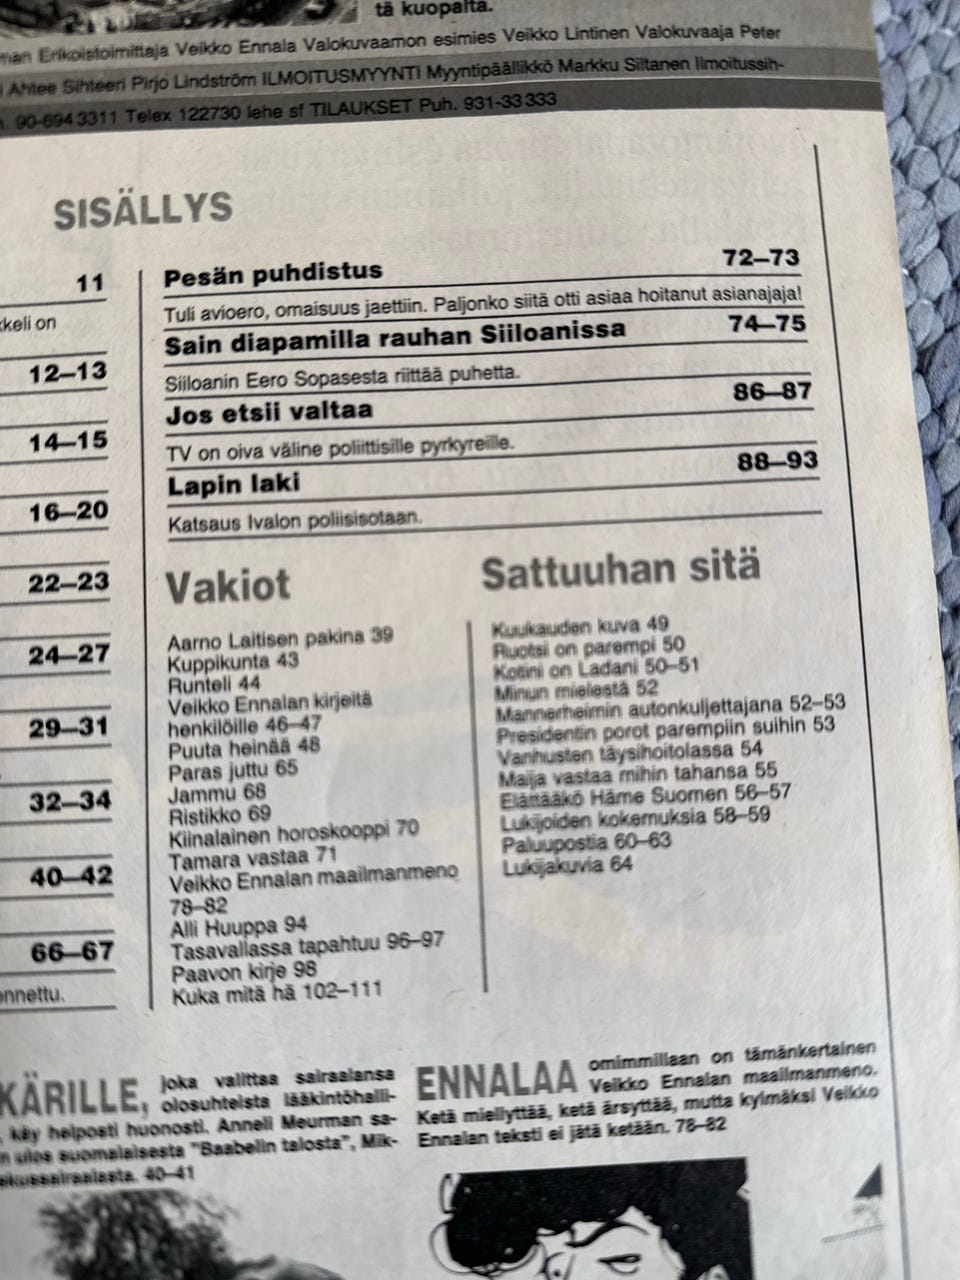 tä kuopalta.
Erikoistoimittaja Veikko Ennala Valokuvaamon esimies Veikko Lintinen Valokuvaaja Peter
Ahtee Sihteeri Pirjo Lindström ILMOITUSMYYNTI Myyntipäällikkö Markku Siltanen Ilmoitussih-
90-694 3311 Telex 122730 lehe sf TILAUKSET Puh. 931-33 333
SISÄLLYS
11
keli on
12–13
14–15
16–20
22–23
24–27
29–31
32–34
40–42
66–67
ennettu.
Pesän puhdistus 72–73
Tuli avioero, omaisuus jaettiin. Paljonko siitä otti asiaa hoitanut asianajaja!
Sain diapamilla rauhan Siiloanissa 74–75
Siiloanin Eero Sopasesta riittää puhetta.
Jos etsii valtaa 86–87
TV on oiva väline poliittisille pyrkyreille.
Lapin laki 88–93
Katsaus Ivalon poliisisotaan.
Vakiot
Aarno Laitisen pakina 39
Kuppikunta 43
Runteli 44
Veikko Ennalan kirjeitä
henkilöille 46–47
Puuta heinää 48
Paras juttu 65
Jammu 68
Ristikko 69
Kiinalainen horoskooppi 70
Tamara vastaa 71
Veikko Ennalan maailmanmeno
78–82
Alli Huuppa 94
Tasavallassa tapahtuu 96–97
Paavon kirje 98
Kuka mitä hä 102–111
Sattuuhan sitä
Kuukauden kuva 49
Ruotsi on parempi 50
Kotini on Ladani 50–51
Minun mielestä 52
Mannerheimin autonkuljettajana 52–53
Presidentin porot parempiin suihin 53
Vanhusten täysihoitolassa 54
Maija vastaa mihin tahansa 55
Elättääkö Häme Suomen 56–57
Lukijoiden kokemuksia 58–59
Paluupostia 60–63
Lukijakuvia 64
KÄRILLE, joka valittaa sairaalansa
olosuhteista lääkintöhalli-
, käy helposti huonosti. Anneli Meurman sa-
n ulos suomalaisesta "Baabelin talosta", Mik-
40–41
ENNALAA omimmillaan on tämänkertainen
Veikko Ennalan maailmanmeno.
Ketä miellyttää, ketä ärsyttää, mutta kylmäksi Veikko
Ennalan teksti ei jätä ketään. 78–82